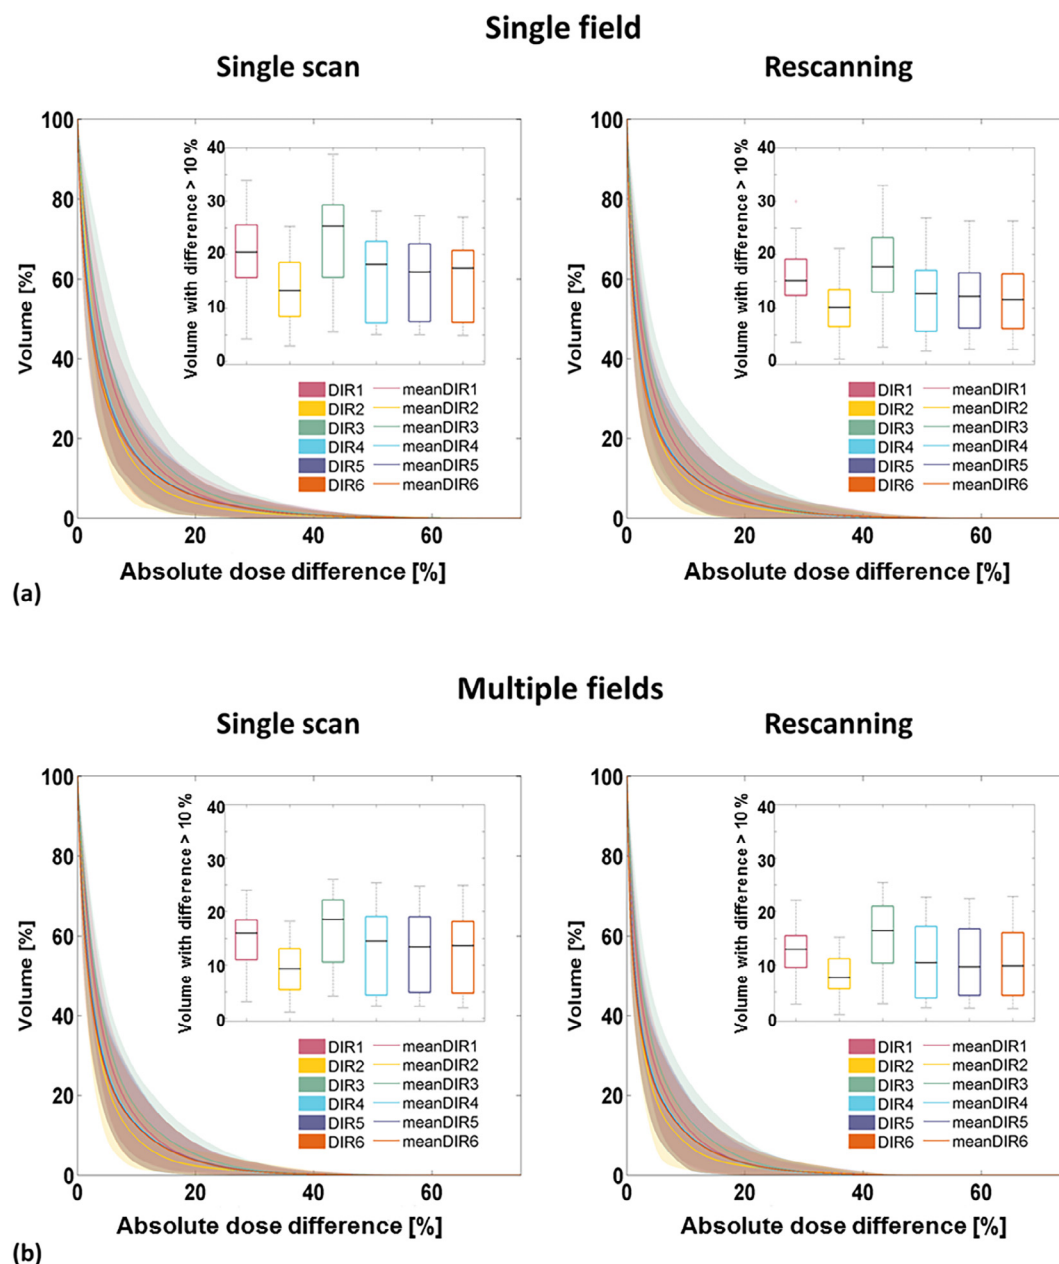 Single field
Single scan
Rescanning
100
80
60
40
20
0
Volume [%]
Volume with difference > 10 %
40
30
20
10
0
DIR1 meanDIR1
DIR2 meanDIR2
DIR3 meanDIR3
DIR4 meanDIR4
DIR5 meanDIR5
DIR6 meanDIR6
0 20 40 60
Absolute dose difference [%]
100
80
60
40
20
0
Volume [%]
Volume with difference > 10 %
40
30
20
10
0
DIR1 meanDIR1
DIR2 meanDIR2
DIR3 meanDIR3
DIR4 meanDIR4
DIR5 meanDIR5
DIR6 meanDIR6
0 20 40 60
Absolute dose difference [%]
(a)
Multiple fields
Single scan
Rescanning
100
80
60
40
20
0
Volume [%]
Volume with difference > 10 %
40
30
20
10
0
DIR1 meanDIR1
DIR2 meanDIR2
DIR3 meanDIR3
DIR4 meanDIR4
DIR5 meanDIR5
DIR6 meanDIR6
0 20 40 60
Absolute dose difference [%]
100
80
60
40
20
0
Volume [%]
Volume with difference > 10 %
40
30
20
10
0
DIR1 meanDIR1
DIR2 meanDIR2
DIR3 meanDIR3
DIR4 meanDIR4
DIR5 meanDIR5
DIR6 meanDIR6
0 20 40 60
Absolute dose difference [%]
(b)